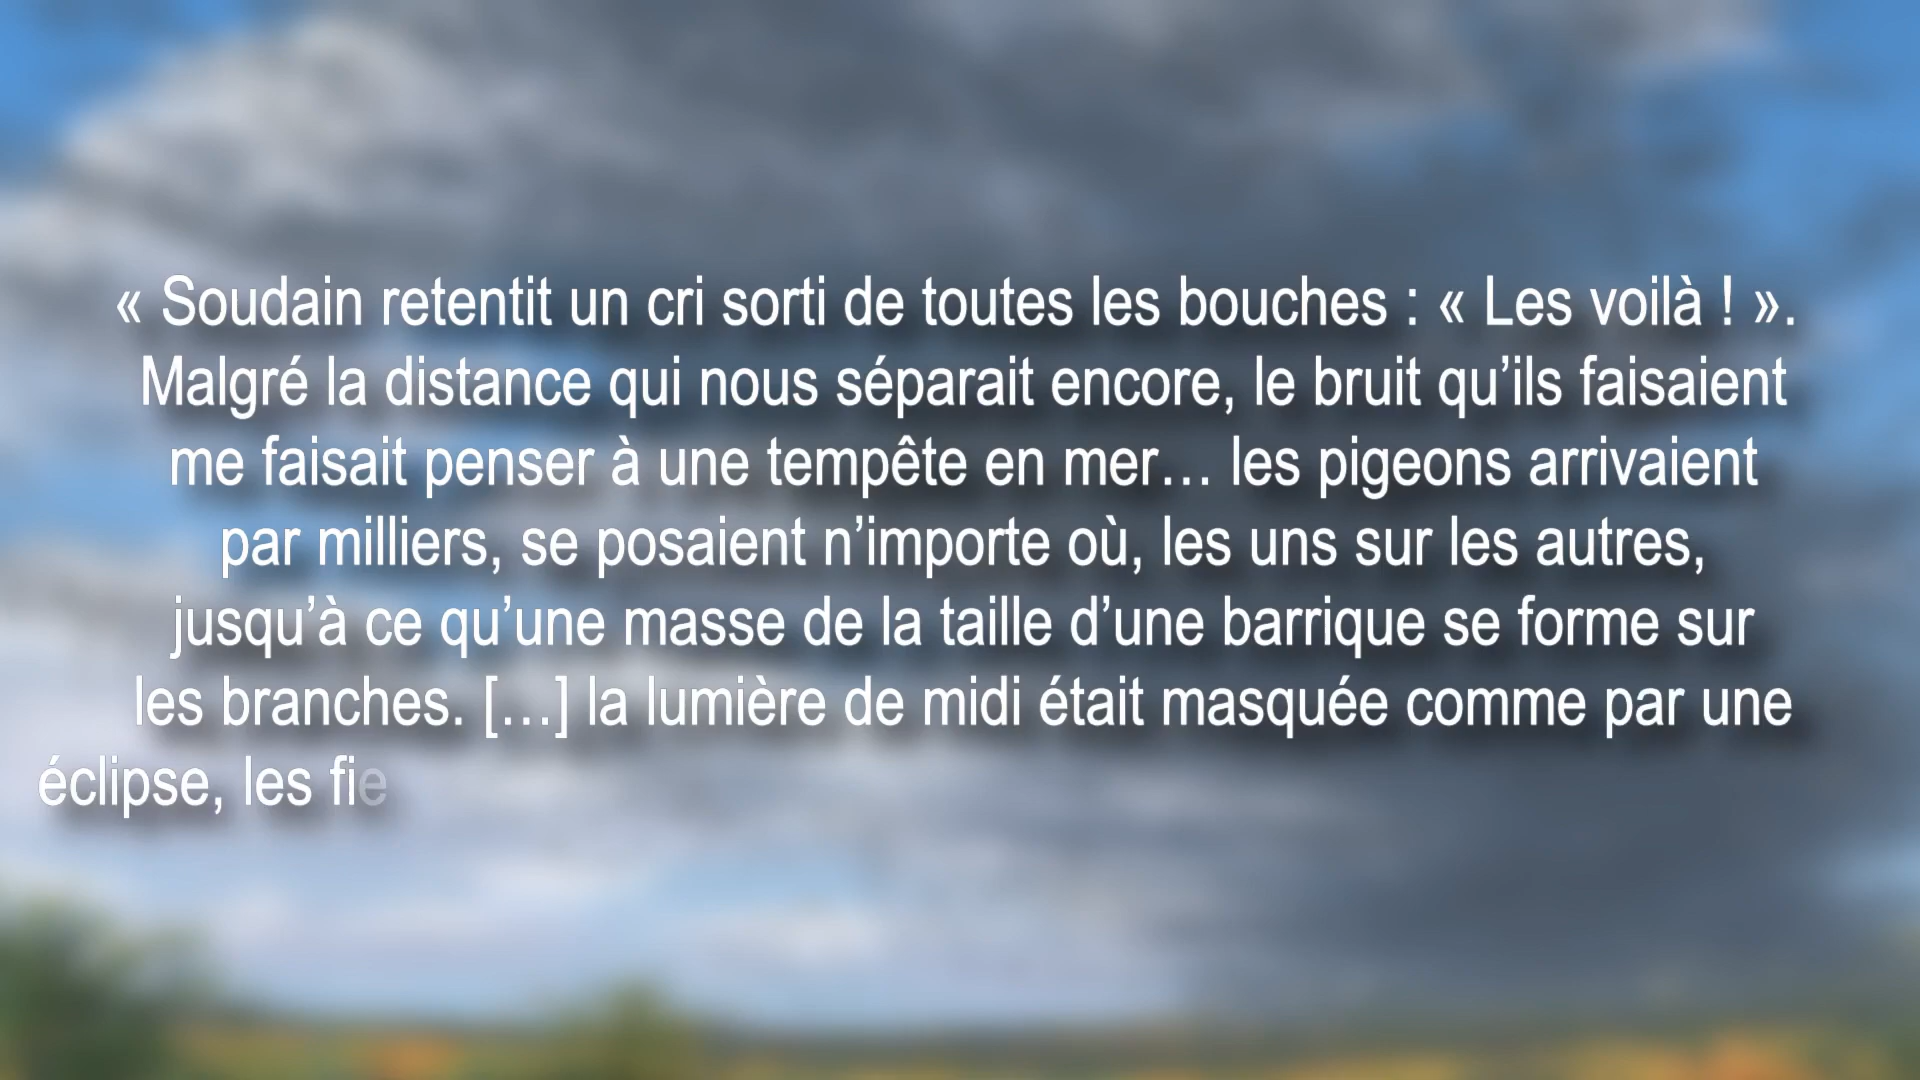 « Soudain retentit un cri sorti de toutes les bouches : « Les voilà ! ».
Malgré la distance qui nous séparait encore, le bruit qu’ils faisaient
me faisait penser à une tempête en mer… les pigeons arrivaient
par milliers, se posaient n’importe où, les uns sur les autres,
jusqu’à ce qu’une masse de la taille d’une barrique se forme sur
les branches. […] la lumière de midi était masquée comme par une
éclipse, les fie